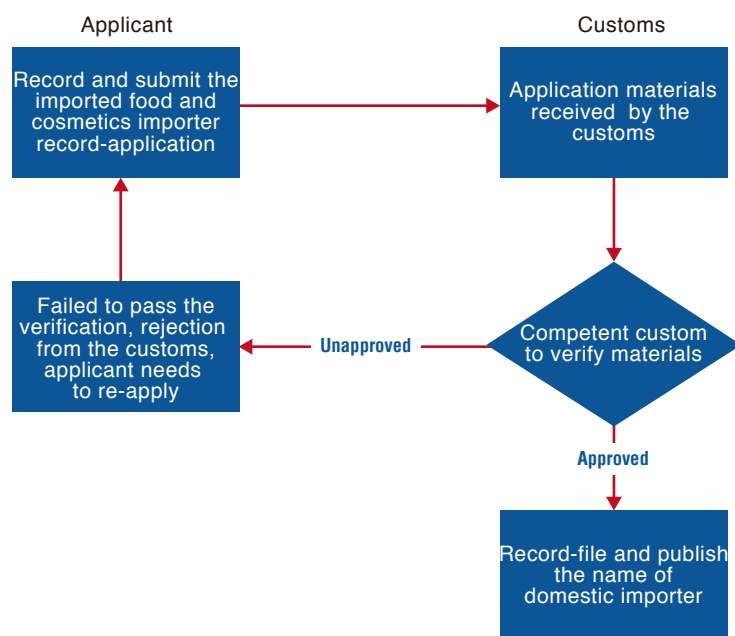 Applicant
Customs
Record and submit the
imported food and
cosmetics importer
record-application
Application materials
received by the
customs
Failed to pass the
verification, rejection
from the customs,
applicant needs
to re-apply
Unapproved
Competent custom
to verify materials
Approved
Record-file and publish
the name of
domestic importer